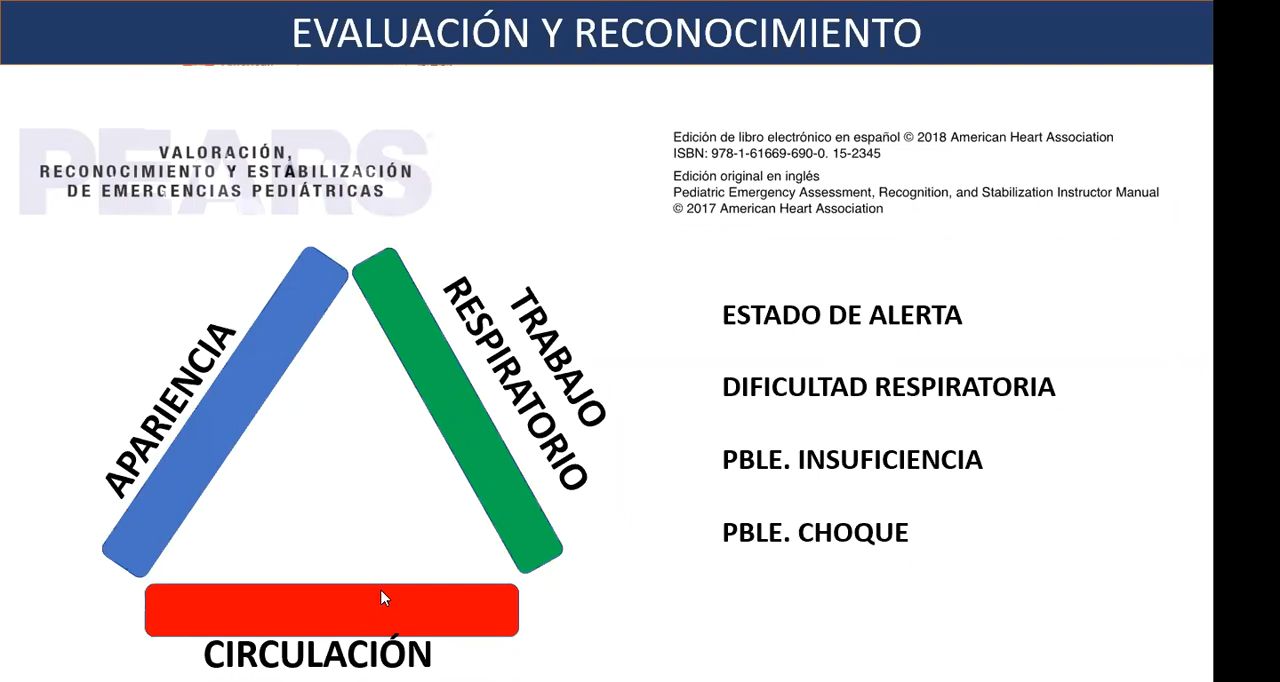 EVALUACIÓN Y RECONOCIMIENTO
PEARS
VALORACIÓN,
RECONOCIMIENTO Y ESTABILIZACIÓN
DE EMERGENCIAS PEDIÁTRICAS
Edición de libro electrónico en español © 2018 American Heart Association
ISBN: 978-1-61669-690-0. 15-2345
Edición original en inglés
Pediatric Emergency Assessment, Recognition, and Stabilization Instructor Manual
© 2017 American Heart Association
APARIENCIA
TRABAJO
RESPIRATORIO
CIRCULACIÓN
ESTADO DE ALERTA
DIFICULTAD RESPIRATORIA
PBLE. INSUFICIENCIA
PBLE. CHOQUE